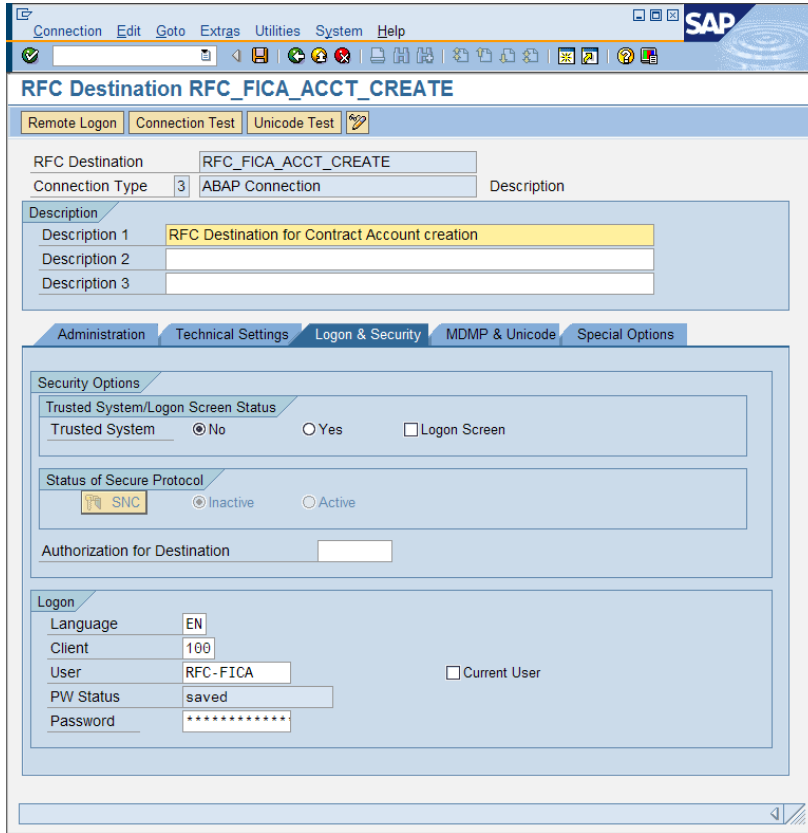 Connection Edit Goto Extras Utilities System Help
SAP
RFC Destination RFC_FICA_ACCT_CREATE
Remote Logon Connection Test Unicode Test
RFC Destination RFC_FICA_ACCT_CREATE
Connection Type 3 ABAP Connection Description
Description
Description 1 RFC Destination for Contract Account creation
Description 2
Description 3
Administration Technical Settings Logon & Security MDMP & Unicode Special Options
Security Options
Trusted System/Logon Screen Status
Trusted System No Yes Logon Screen
Status of Secure Protocol
SNC Inactive Active
Authorization for Destination
Logon
Language EN
Client 100
User RFC-FICA Current User
PW Status saved
Password *************